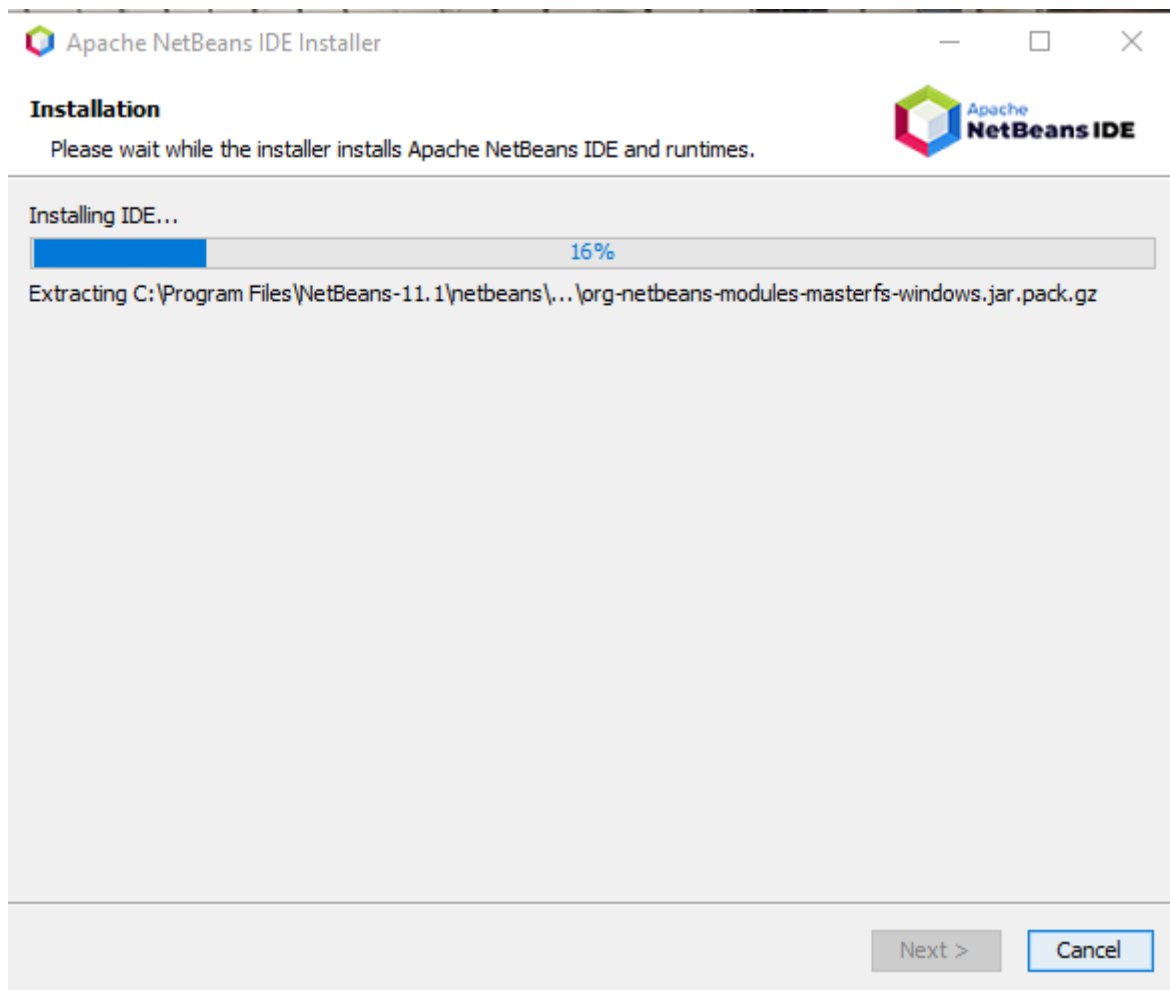 Apache NetBeans IDE Installer
Installation
Apache
NetBeans IDE
Please wait while the installer installs Apache NetBeans IDE and runtimes.
Installing IDE...
16%
Extracting C:\Program Files\NetBeans-11.1\netbeans\...\org-netbeans-modules-masterfs-windows.jar.pack.gz
Next >
Cancel